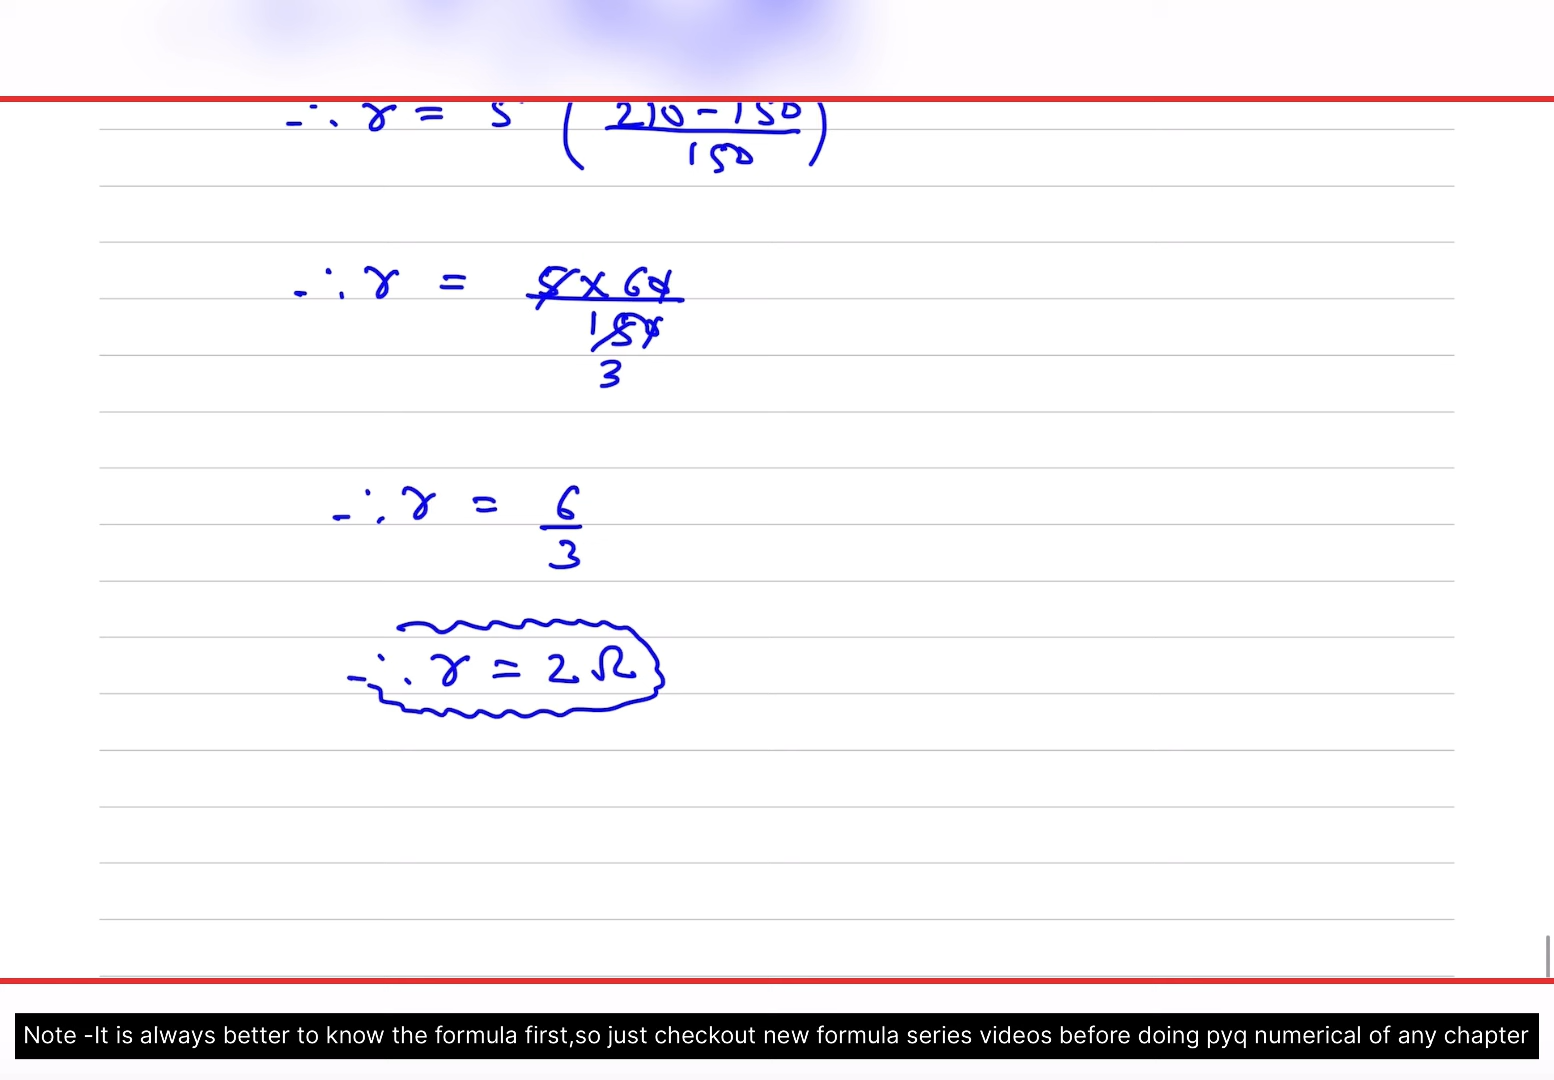 ∴ r = 5 ( 210 - 150 / 150 )
∴ r = 5 x 60 / 150
3
∴ r = 6 / 3
∴ r = 2 Ω
Note -It is always better to know the formula first,so just checkout new formula series videos before doing pyq numerical of any chapter